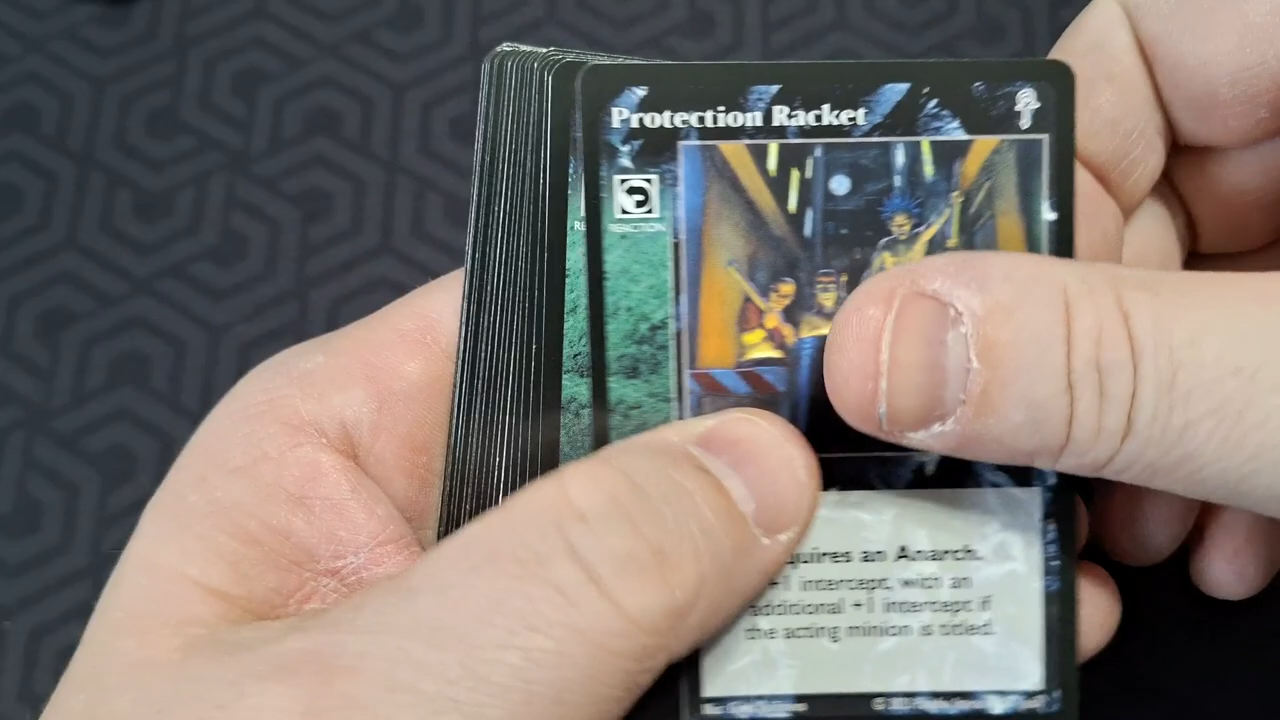 Protection Racket
RE
REACTION
quires an Anarch.
+1 intercept, with an
additional +1 intercept if
the acting minion is titled.